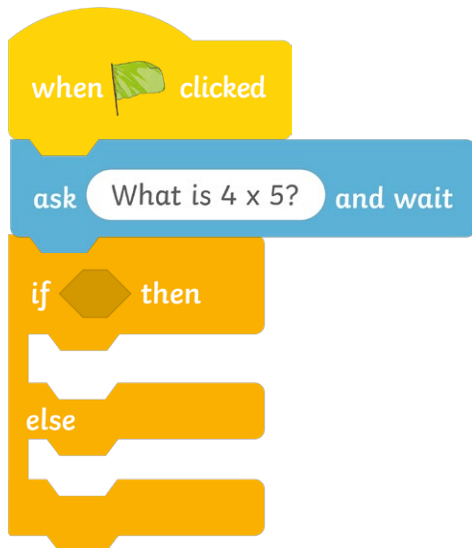 when clicked
ask What is 4 x 5? and wait
if then
else